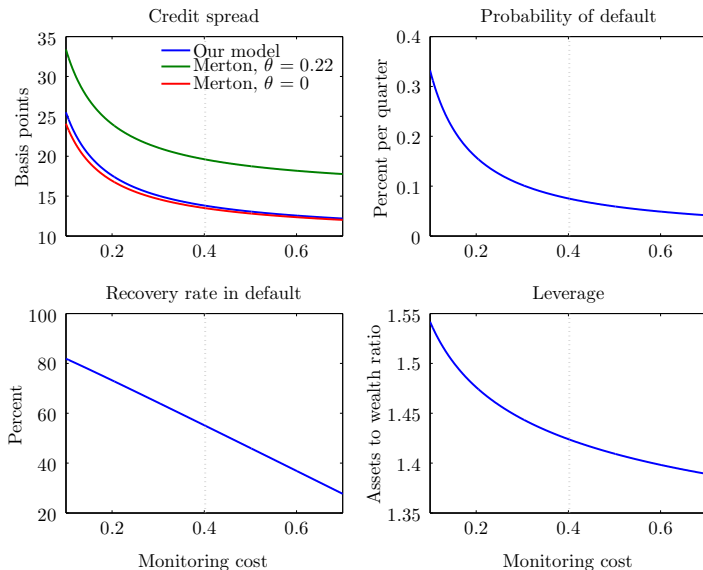 Credit spread
Basis points
35
30
25
20
15
10
0.2
0.4
0.6
Our model
Merton, θ = 0.22
Merton, θ = 0
Probability of default
Percent per quarter
0.4
0.3
0.2
0.1
0
0.2
0.4
0.6
Recovery rate in default
Percent
100
80
60
40
20
0.2
0.4
0.6
Monitoring cost
Leverage
Assets to wealth ratio
1.55
1.5
1.45
1.4
1.35
0.2
0.4
0.6
Monitoring cost